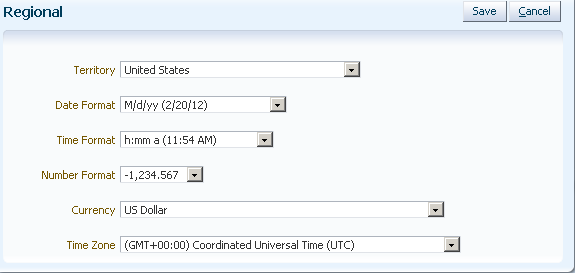 Regional Save Cancel
Territory United States
Date Format M/d/yy (2/20/12)
Time Format h:mm a (11:54 AM)
Number Format -1,234.567
Currency US Dollar
Time Zone (GMT+00:00) Coordinated Universal Time (UTC)